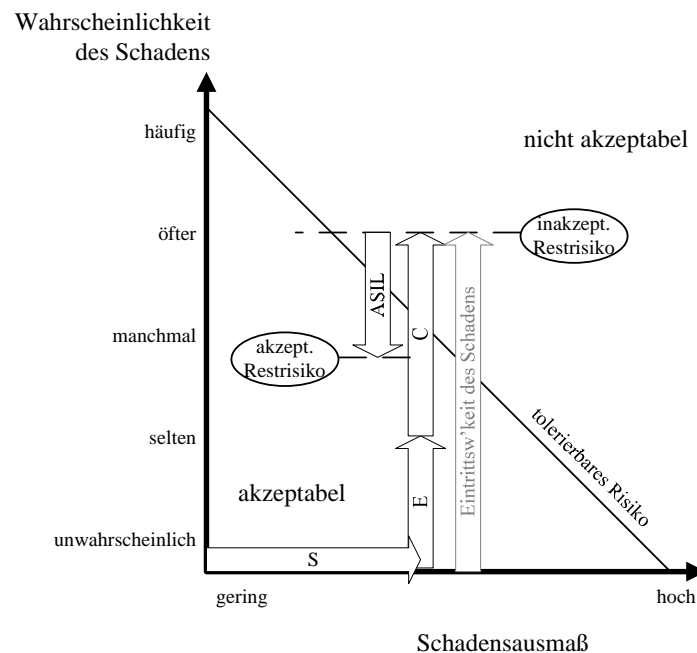 Wahrscheinlichkeit
des Schadens
häufig
nicht akzeptabel
öfter
inakzept.
Restrisiko
ASIL
C
Eintrittsw'keit des Schadens
manchmal
akzept.
Restrisiko
selten
tolerierbares Risiko
akzeptabel
E
unwahrscheinlich
S
gering
hoch
Schadensausmaß